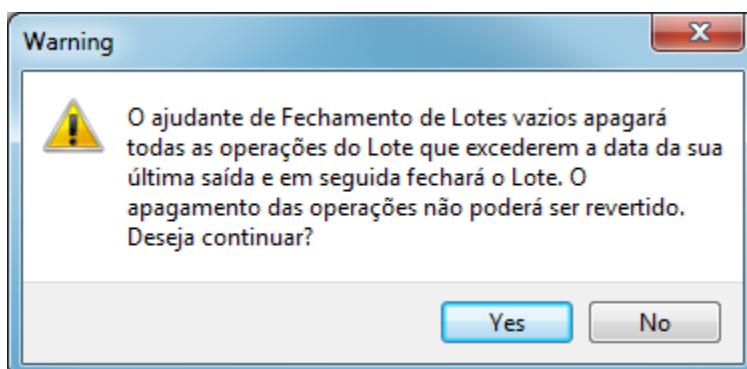 Warning
O ajudante de Fechamento de Lotes vazios apagará
todas as operações do Lote que excederem a data da sua
última saída e em seguida fechará o Lote. O
apagamento das operações não poderá ser revertido.
Deseja continuar?
Yes
No